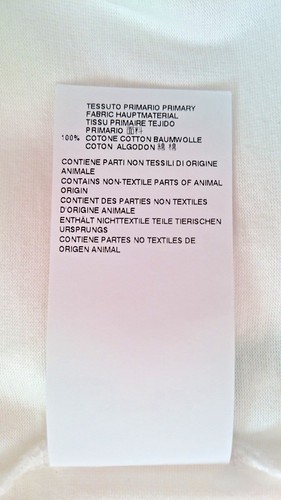 TESSUTO PRIMARIO PRIMARY
FABRIC HAUPTMATERIAL
TISSU PRIMAIRE TEJIDO
PRIMARIO 面料
100% COTONE COTTON BAUMWOLLE
COTON ALGODON 綿 棉
CONTIENE PARTI NON TESSILI DI ORIGINE
ANIMALE
CONTAINS NON-TEXTILE PARTS OF ANIMAL
ORIGIN
CONTIENT DES PARTIES NON TEXTILES
D'ORIGINE ANIMALE
ENTHÄLT NICHTTEXTILE TEILE TIERISCHEN
URSPRUNGS
CONTIENE PARTES NO TEXTILES DE
ORIGEN ANIMAL